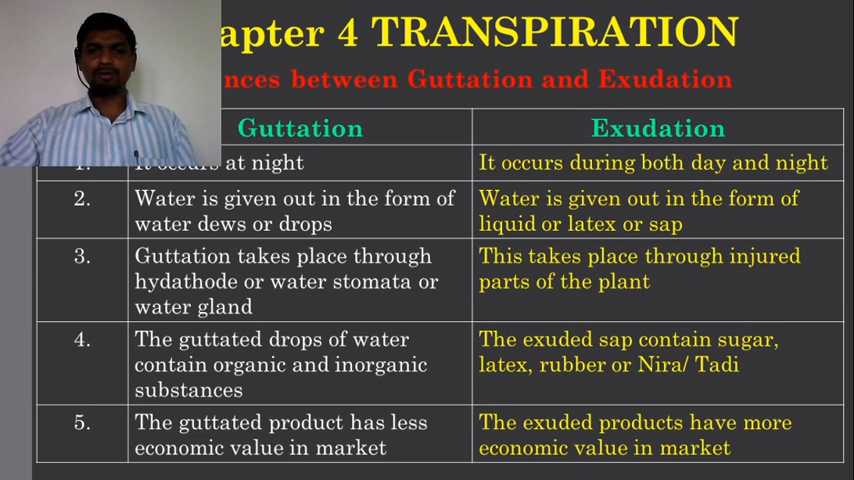 apter 4 TRANSPIRATION
nces between Guttation and Exudation
Guttation
Exudation
1.
It occurs at night
It occurs during both day and night
2.
Water is given out in the form of
water dews or drops
Water is given out in the form of
liquid or latex or sap
3.
Guttation takes place through
hydathode or water stomata or
water gland
This takes place through injured
parts of the plant
4.
The guttated drops of water
contain organic and inorganic
substances
The exuded sap contain sugar,
latex, rubber or Nira/ Tadi
5.
The guttated product has less
economic value in market
The exuded products have more
economic value in market